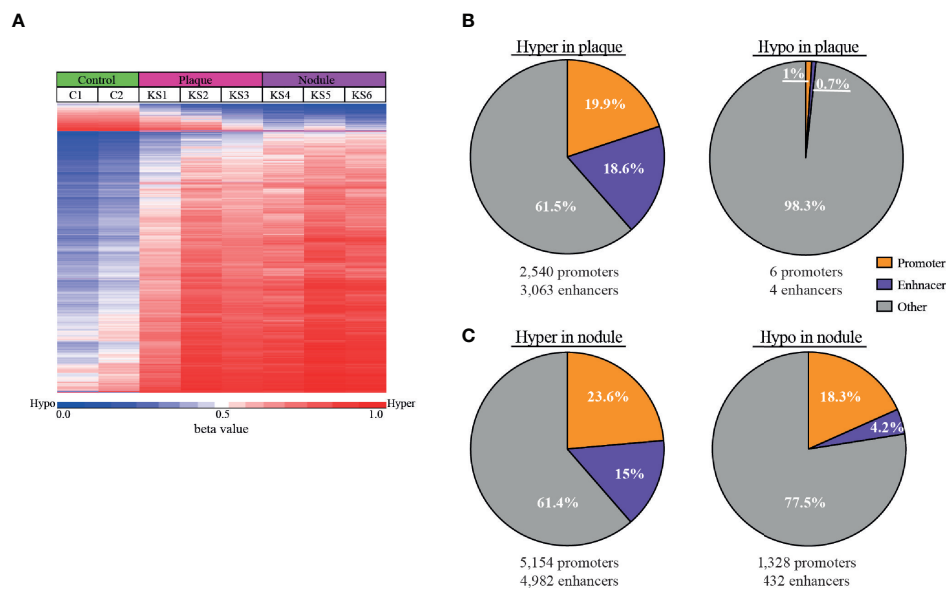 A
Control Plaque Nodule
C1 C2 KS1 KS2 KS3 KS4 KS5 KS6
Hypo Hyper
0.0 0.5 1.0
beta value
B
Hyper in plaque
19.9%
18.6%
61.5%
2,540 promoters
3,063 enhancers
Hypo in plaque
1%
0.7%
98.3%
6 promoters
4 enhancers
Promoter
Enhnacer
Other
C
Hyper in nodule
23.6%
15%
61.4%
5,154 promoters
4,982 enhancers
Hypo in nodule
18.3%
4.2%
77.5%
1,328 promoters
432 enhancers